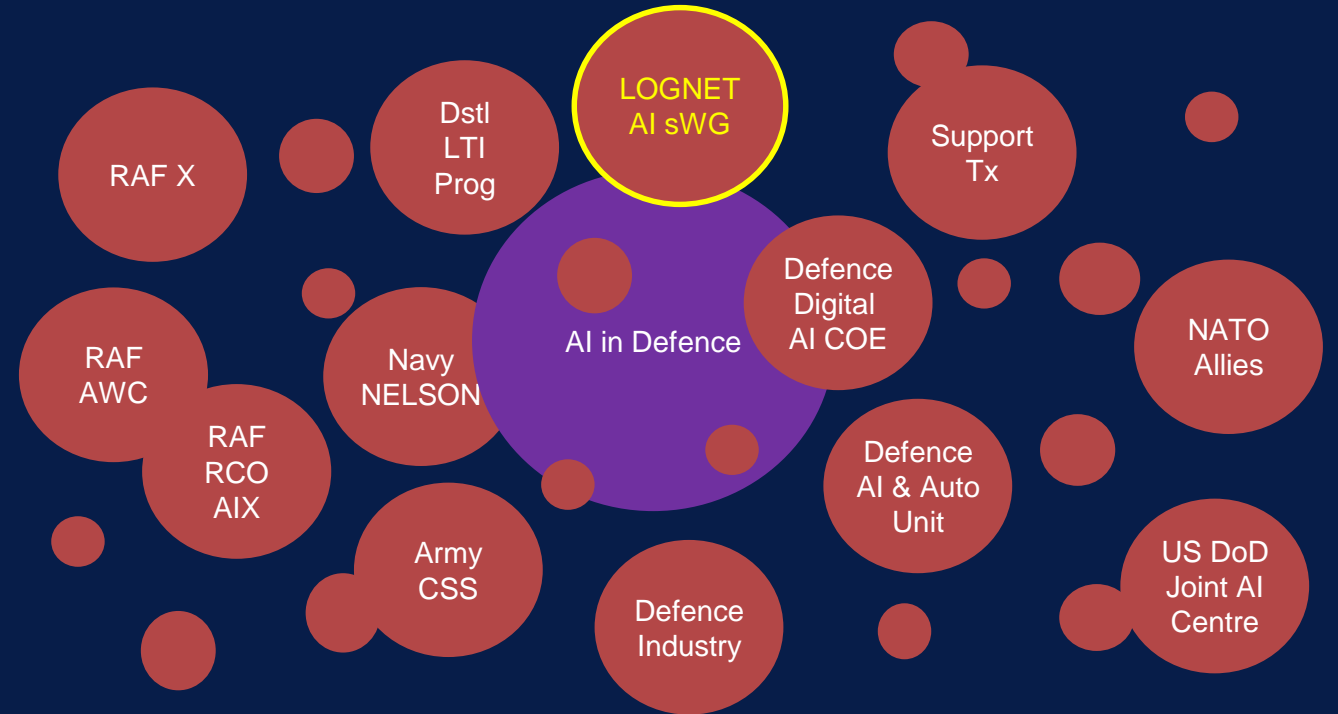 LOGNET
AI sWG
Dstl
LTI
Prog
Support
Tx
RAF X
Defence
Digital
AI COE
AI in Defence
NATO
Allies
RAF
AWC
Navy
NELSON
RAF
RCO
AIX
Defence
AI & Auto
Unit
Army
CSS
US DoD
Joint AI
Centre
Defence
Industry